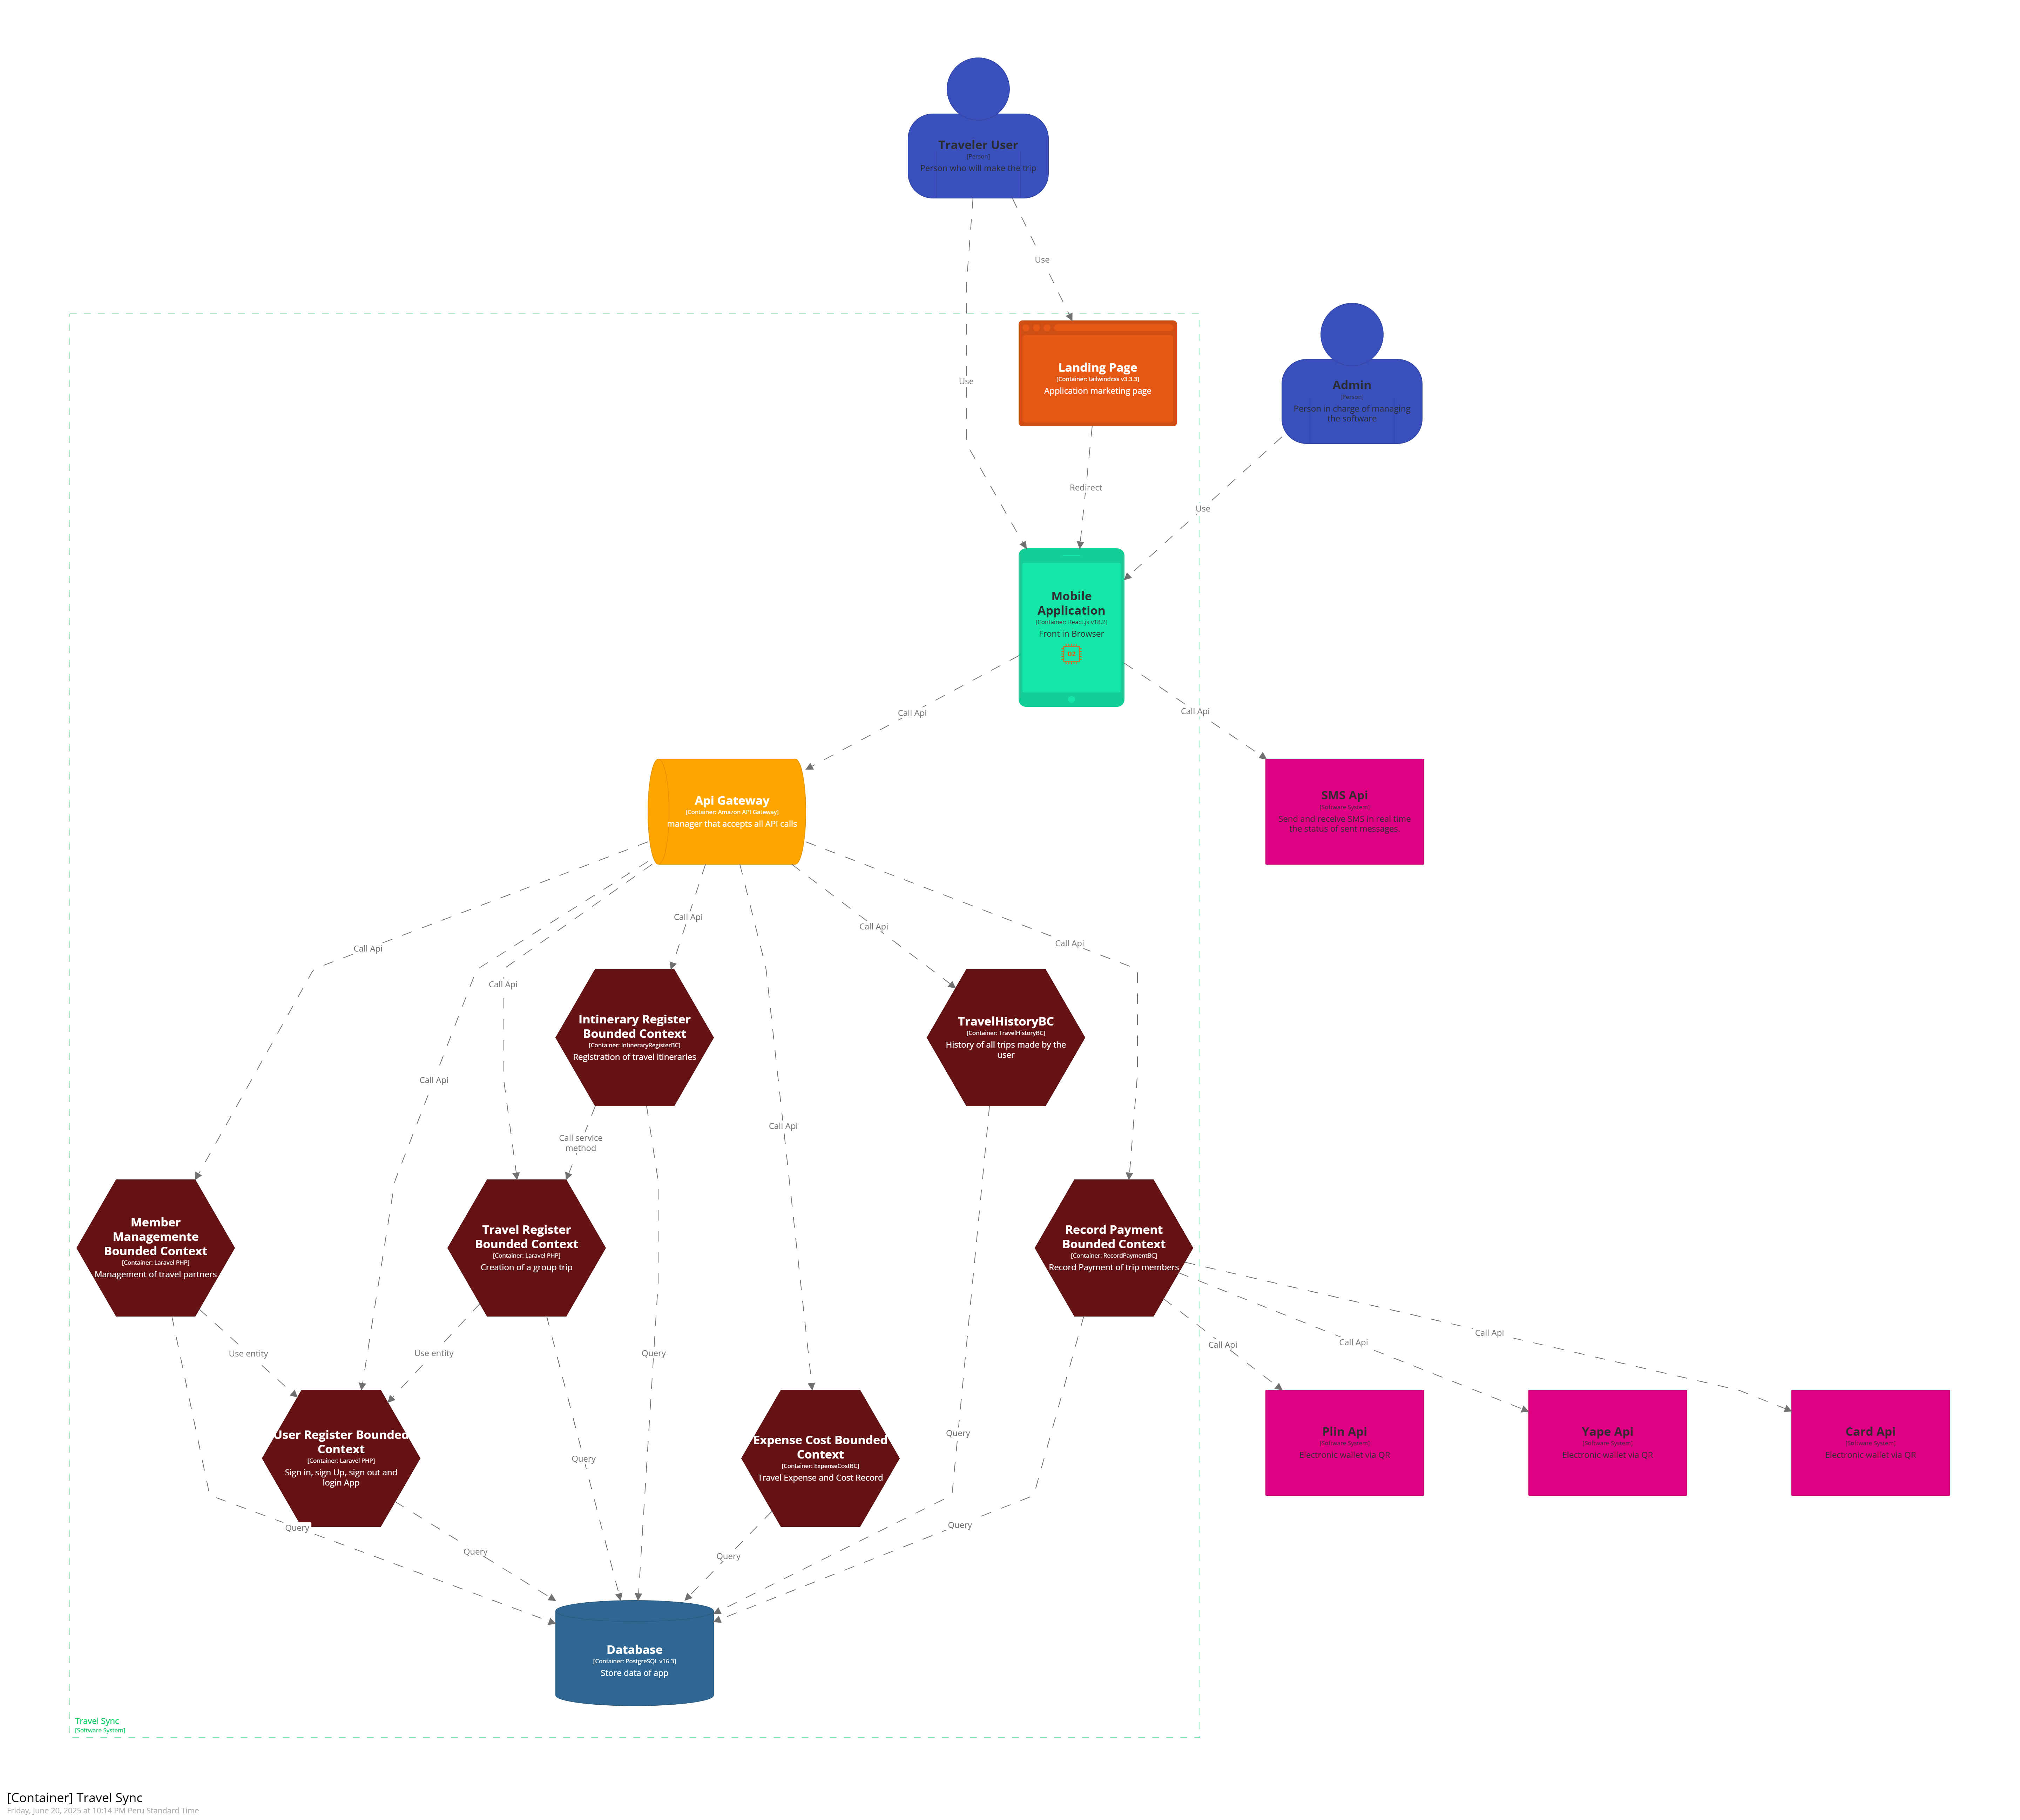 Traveler User
[Person]
Person who will make the trip
Use
Use
Landing Page
[Container: tailwindcss v3.3.3]
Application marketing page
Admin
[Person]
Person in charge of managing
the software
Redirect
Use
Mobile
Application
[Container: React.js v18.2]
Front in Browser
Call Api
Call Api
Api Gateway
[Container: Amazon API Gateway]
manager that accepts all API calls
SMS Api
[Software System]
Send and receive SMS in real time
the status of sent messages.
Call Api
Call Api
Call Api
Call Api
Call Api
Call Api
Call Api
Intinerary Register
Bounded Context
[Container: IntineraryRegisterBC]
Registration of travel itineraries
TravelHistoryBC
[Container: TravelHistoryBC]
History of all trips made by the
user
Call service
method
Member
Managemente
Bounded Context
[Container: Laravel PHP]
Management of travel partners
Travel Register
Bounded Context
[Container: Laravel PHP]
Creation of a group trip
Record Payment
Bounded Context
[Container: RecordPaymentBC]
Record Payment of trip members
Use entity
Use entity
Query
Call Api
Call Api
Call Api
User Register Bounded
Context
[Container: Laravel PHP]
Sign in, sign Up, sign out and
login App
Expense Cost Bounded
Context
[Container: ExpenseCostBC]
Travel Expense and Cost Record
Plin Api
[Software System]
Electronic wallet via QR
Yape Api
[Software System]
Electronic wallet via QR
Card Api
[Software System]
Electronic wallet via QR
Query
Query
Query
Query
Query
Query
Database
[Container: PostgreSQL v16.3]
Store data of app
Travel Sync
[Software System]
[Container] Travel Sync
Friday, June 20, 2025 at 10:14 PM Peru Standard Time